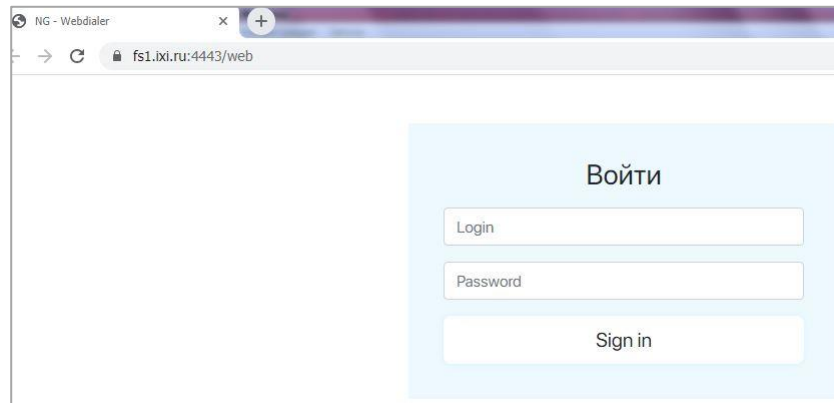 NG - Webdialer
fs1.ixi.ru:4443/web
Войти
Login
Password
Sign in